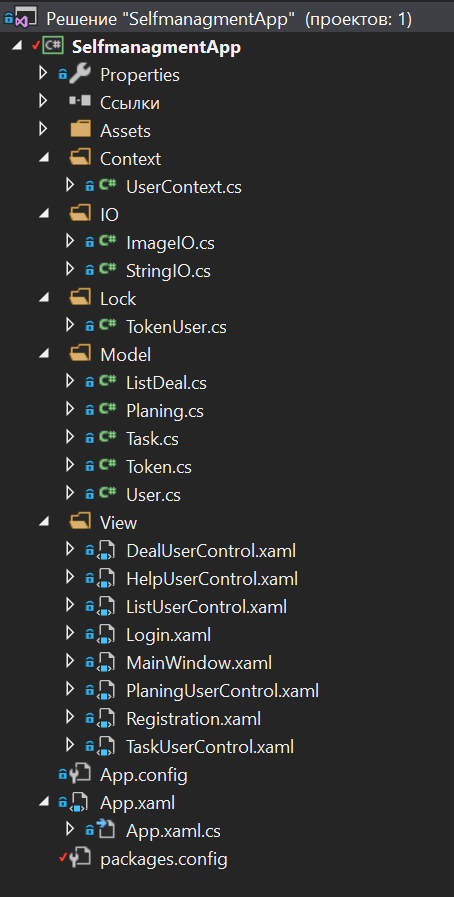 Решение "SelfmanagmentApp" (проектов: 1)
C# SelfmanagmentApp
Properties
Ссылки
Assets
Context
C# UserContext.cs
IO
C# ImageIO.cs
C# StringIO.cs
Lock
C# TokenUser.cs
Model
C# ListDeal.cs
C# Planing.cs
C# Task.cs
C# Token.cs
C# User.cs
View
DealUserControl.xaml
HelpUserControl.xaml
ListUserControl.xaml
Login.xaml
MainWindow.xaml
PlaningUserControl.xaml
Registration.xaml
TaskUserControl.xaml
App.config
App.xaml
App.xaml.cs
packages.config